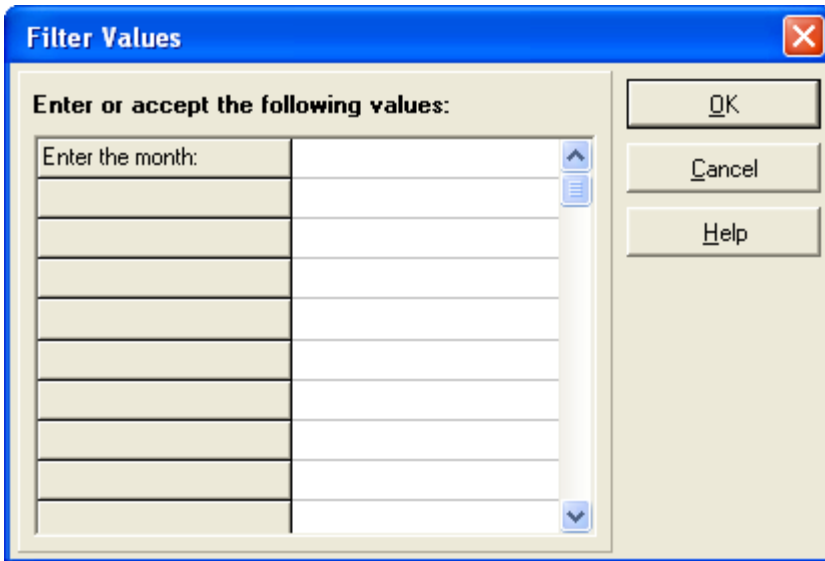 Filter Values
Enter or accept the following values:
Enter the month:
OK
Cancel
Help